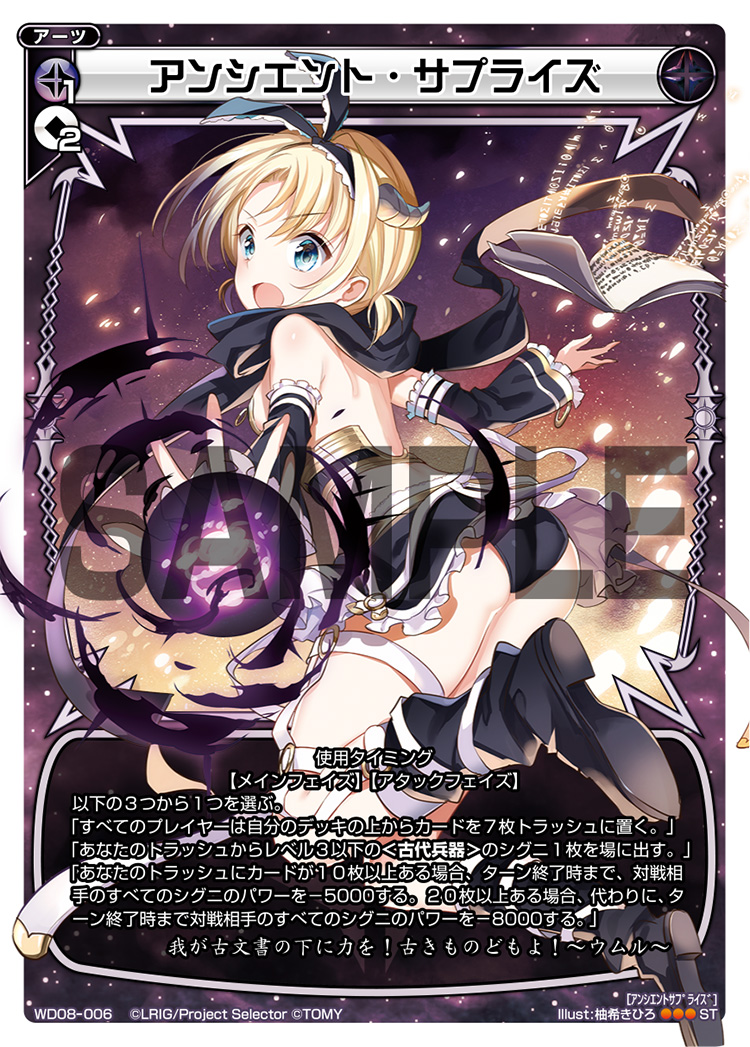 アーツ
アンシエント・サプライズ
1
2
SAMPLE
使用タイミング
【メインフェイズ】【アタックフェイズ】
以下の３つから１つを選ぶ。
「すべてのプレイヤーは自分のデッキの上からカードを７枚トラッシュに置く。」
「あなたのトラッシュからレベル３以下の＜古代兵器＞のシグニ１枚を場に出す。」
「あなたのトラッシュにカードが１０枚以上ある場合、ターン終了時まで、対戦相
手のすべてのシグニのパワーを－5000する。２０枚以上ある場合、代わりに、タ
ーン終了時まで対戦相手のすべてのシグニのパワーを－8000する。」
我が古文書の下に力を！古きものどもよ！～ウムル～
[アンシエントサプライズ]
WD08-006 ©LRIG/Project Selector ©TOMY Illust:柚希きひろ ST